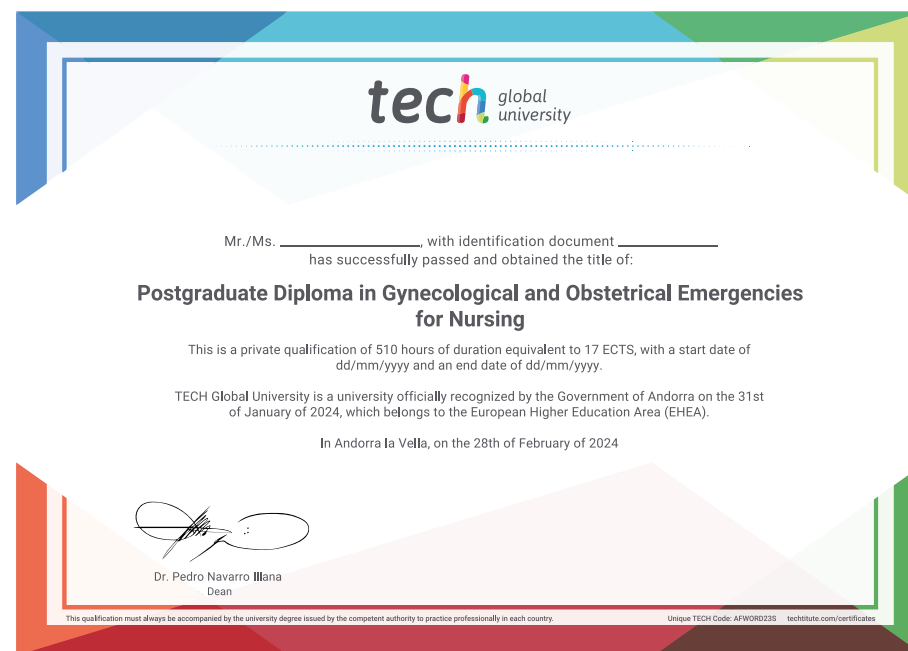 tech global university
Mr./Ms. ____________________, with identification document ______________
has successfully passed and obtained the title of:
Postgraduate Diploma in Gynecological and Obstetrical Emergencies
for Nursing
This is a private qualification of 510 hours of duration equivalent to 17 ECTS, with a start date of
dd/mm/yyyy and an end date of dd/mm/yyyy.
TECH Global University is a university officially recognized by the Government of Andorra on the 31st
of January of 2024, which belongs to the European Higher Education Area (EHEA).
In Andorra la Vella, on the 28th of February of 2024
Dr. Pedro Navarro Illana
Dean
This qualification must always be accompanied by the university degree issued by the competent authority to practice professionally in each country.
Unique TECH Code: AFWORD23S techtitute.com/certificates